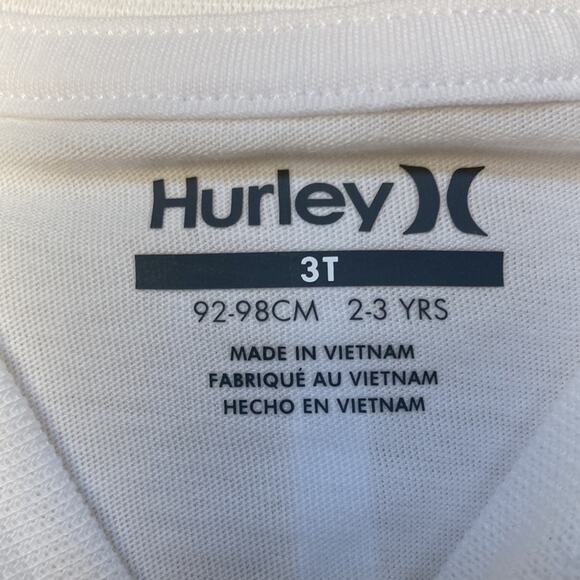 Hurley
3T
92-98CM 2-3 YRS
MADE IN VIETNAM
FABRIQUÉ AU VIETNAM
HECHO EN VIETNAM